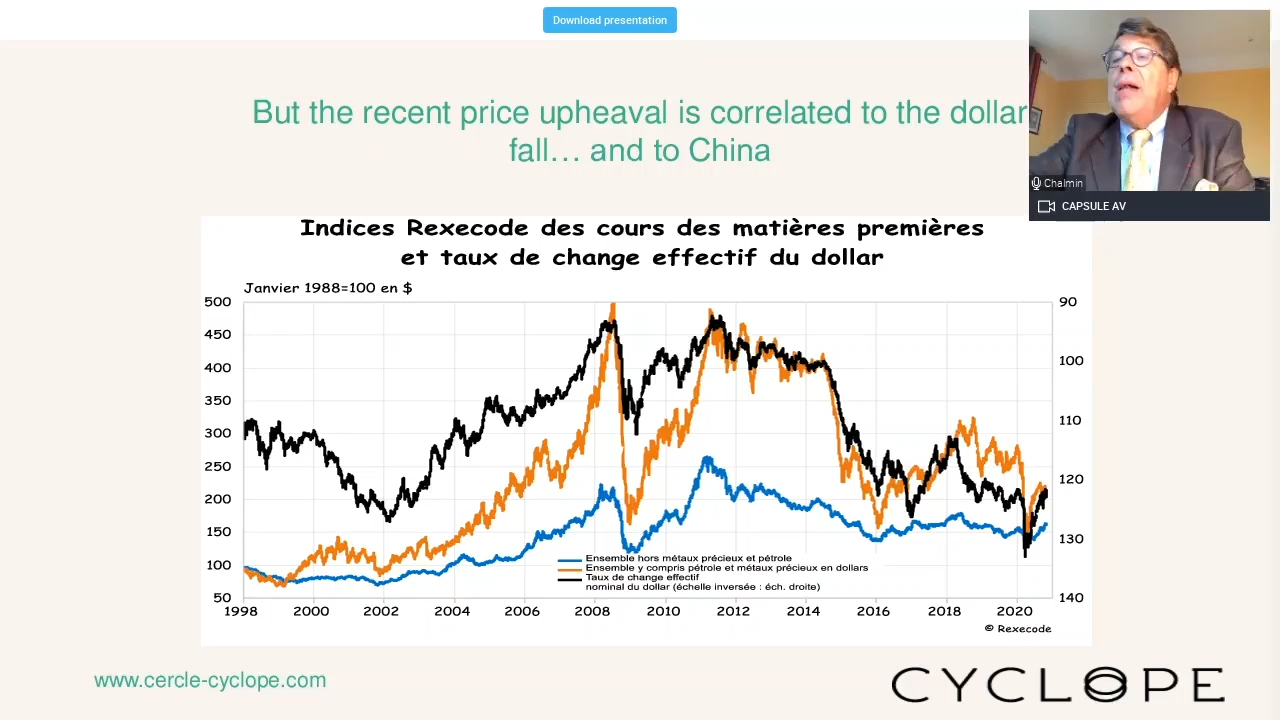 Download presentation
But the recent price upheaval is correlated to the dollar
fall… and to China
Chalmin
CAPSULE AV
Indices Rexecode des cours des matières premières
et taux de change effectif du dollar
Janvier 1988=100 en $
500
450
400
350
300
250
200
150
100
50
90
100
110
120
130
140
Ensemble hors métaux précieux et pétrole
Ensemble y compris pétrole et métaux précieux en dollars
Taux de change effectif
nominal du dollar (échelle inversée : éch. droite)
1998 2000 2002 2004 2006 2008 2010 2012 2014 2016 2018 2020
© Rexecode
www.cercle-cyclope.com
CYCLOPE